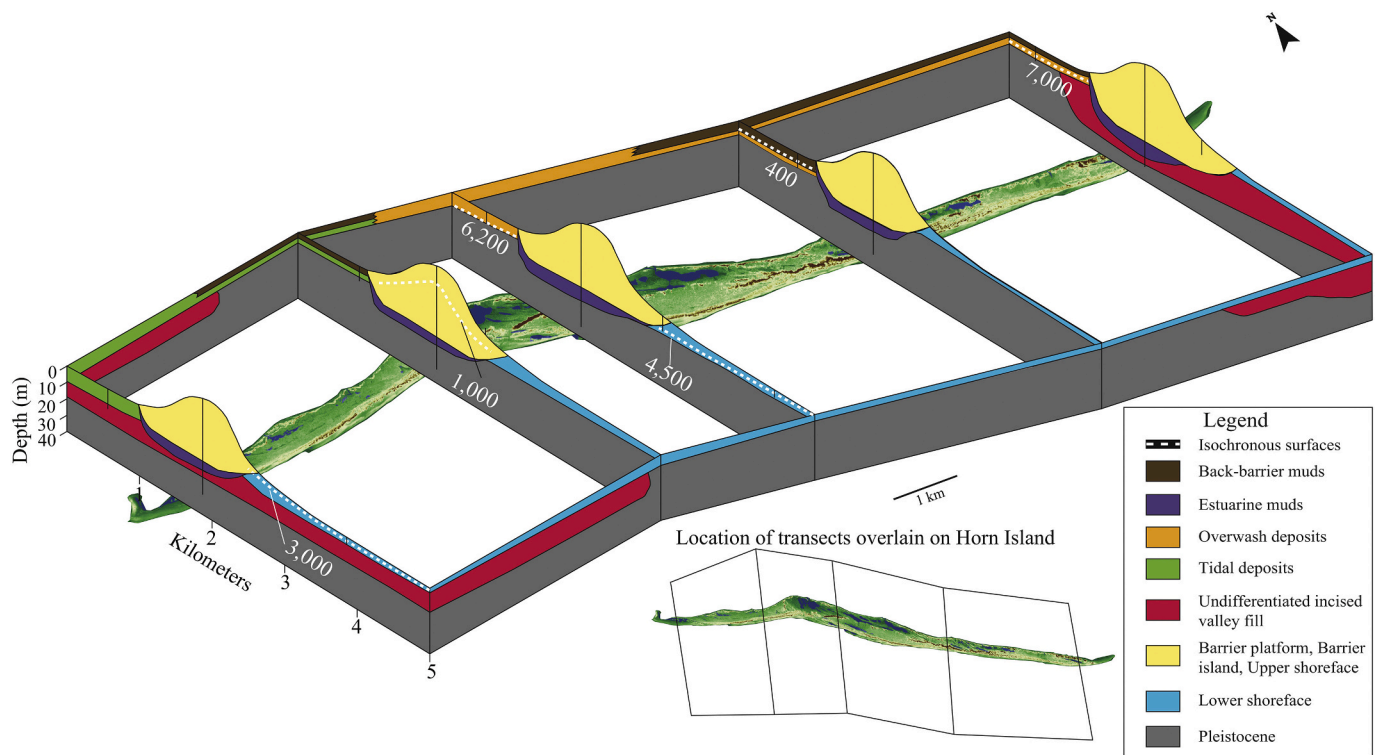 N
7,000
400
6,200
4,500
1,000
3,000
0
10
20
30
40
Depth (m)
1
2
3
4
5
Kilometers
1 km
Location of transects overlain on Horn Island
Legend
Isochronous surfaces
Back-barrier muds
Estuarine muds
Overwash deposits
Tidal deposits
Undifferentiated incised
valley fill
Barrier platform, Barrier
island, Upper shoreface
Lower shoreface
Pleistocene